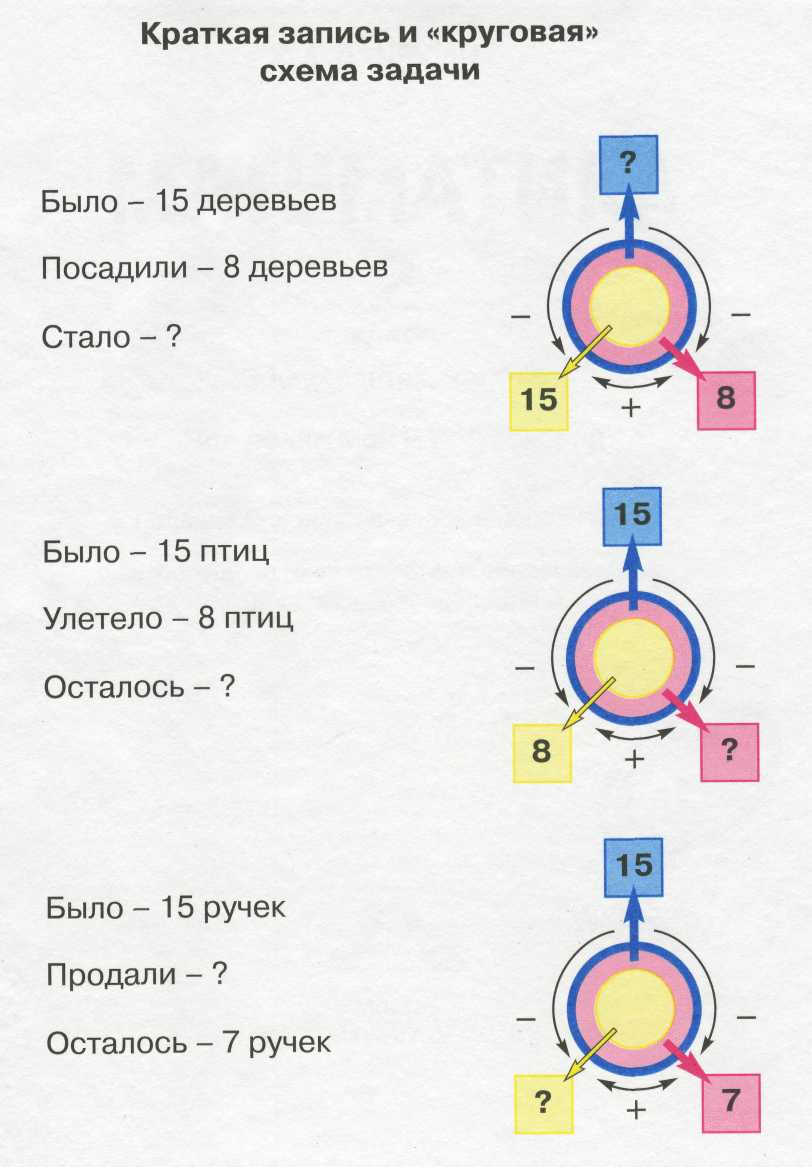 Краткая запись и «круговая»
схема задачи
?
Было – 15 деревьев
Посадили – 8 деревьев
Стало – ?
– –
15 + 8
15
Было – 15 птиц
Улетело – 8 птиц
Осталось – ?
– –
8 + ?
15
Было – 15 ручек
Продали – ?
Осталось – 7 ручек
– –
? + 7